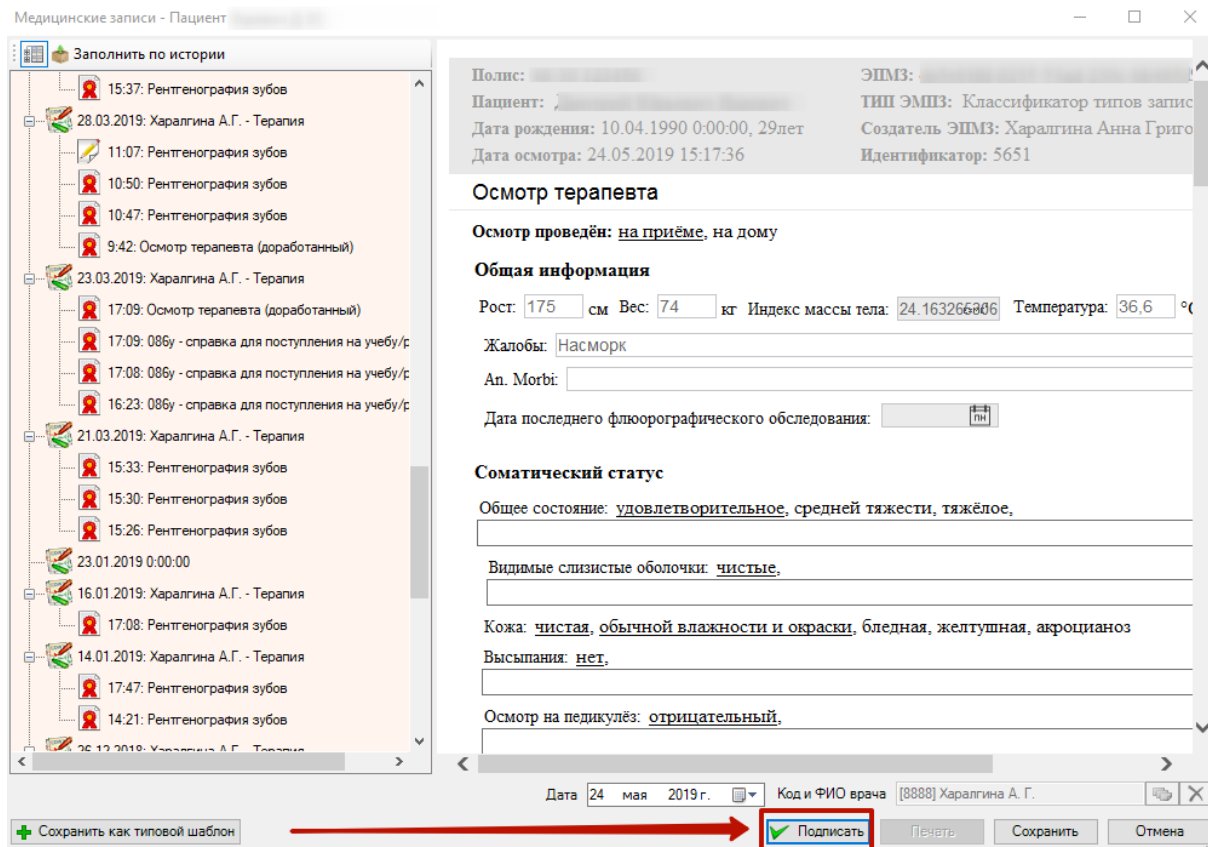 Медицинские записи - Пациент
Заполнить по истории
15:37: Рентгенография зубов
28.03.2019: Харалгина А.Г. - Терапия
11:07: Рентгенография зубов
10:50: Рентгенография зубов
10:47: Рентгенография зубов
9:42: Осмотр терапевта (доработанный)
23.03.2019: Харалгина А.Г. - Терапия
17:09: Осмотр терапевта (доработанный)
17:09: 086у - справка для поступления на учебу/р
17:08: 086у - справка для поступления на учебу/р
16:23: 086у - справка для поступления на учебу/р
21.03.2019: Харалгина А.Г. - Терапия
15:33: Рентгенография зубов
15:30: Рентгенография зубов
15:26: Рентгенография зубов
23.01.2019 0:00:00
16.01.2019: Харалгина А.Г. - Терапия
17:08: Рентгенография зубов
14.01.2019: Харалгина А.Г. - Терапия
17:47: Рентгенография зубов
14:21: Рентгенография зубов
26.12.2018: Харалгина А.Г. - Терапия
Полис: ЭПМЗ:
Пациент: ТИП ЭМПЗ: Классификатор типов запис
Дата рождения: 10.04.1990 0:00:00, 29лет Создатель ЭПМЗ: Харалгина Анна Григо
Дата осмотра: 24.05.2019 15:17:36 Идентификатор: 5651
Осмотр терапевта
Осмотр проведён: на приёме, на дому
Общая информация
Рост: 175 см Вес: 74 кг Индекс массы тела: 24.163265306 Температура: 36,6 °C
Жалобы: Насморк
An. Morbi:
Дата последнего флюорографического обследования: пн
Соматический статус
Общее состояние: удовлетворительное, средней тяжести, тяжёлое,
Видимые слизистые оболочки: чистые,
Кожа: чистая, обычной влажности и окраски, бледная, желтушная, акроцианоз
Высыпания: нет,
Осмотр на педикулёз: отрицательный,
Дата 24 мая 2019 г. Код и ФИО врача [8888] Харалгина А. Г.
Сохранить как типовой шаблон Подписать Печать Сохранить Отмена